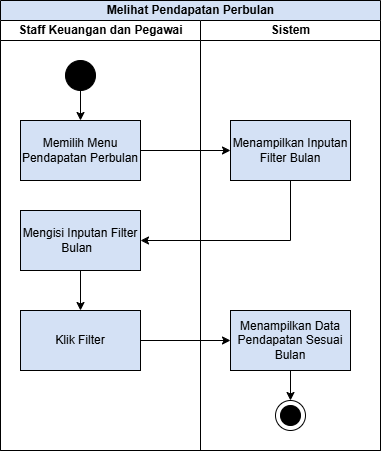 Melihat Pendapatan Perbulan
Staff Keuangan dan Pegawai
Sistem
Memilih Menu
Pendapatan Perbulan
Menampilkan Inputan
Filter Bulan
Mengisi Inputan Filter
Bulan
Klik Filter
Menampilkan Data
Pendapatan Sesuai
Bulan